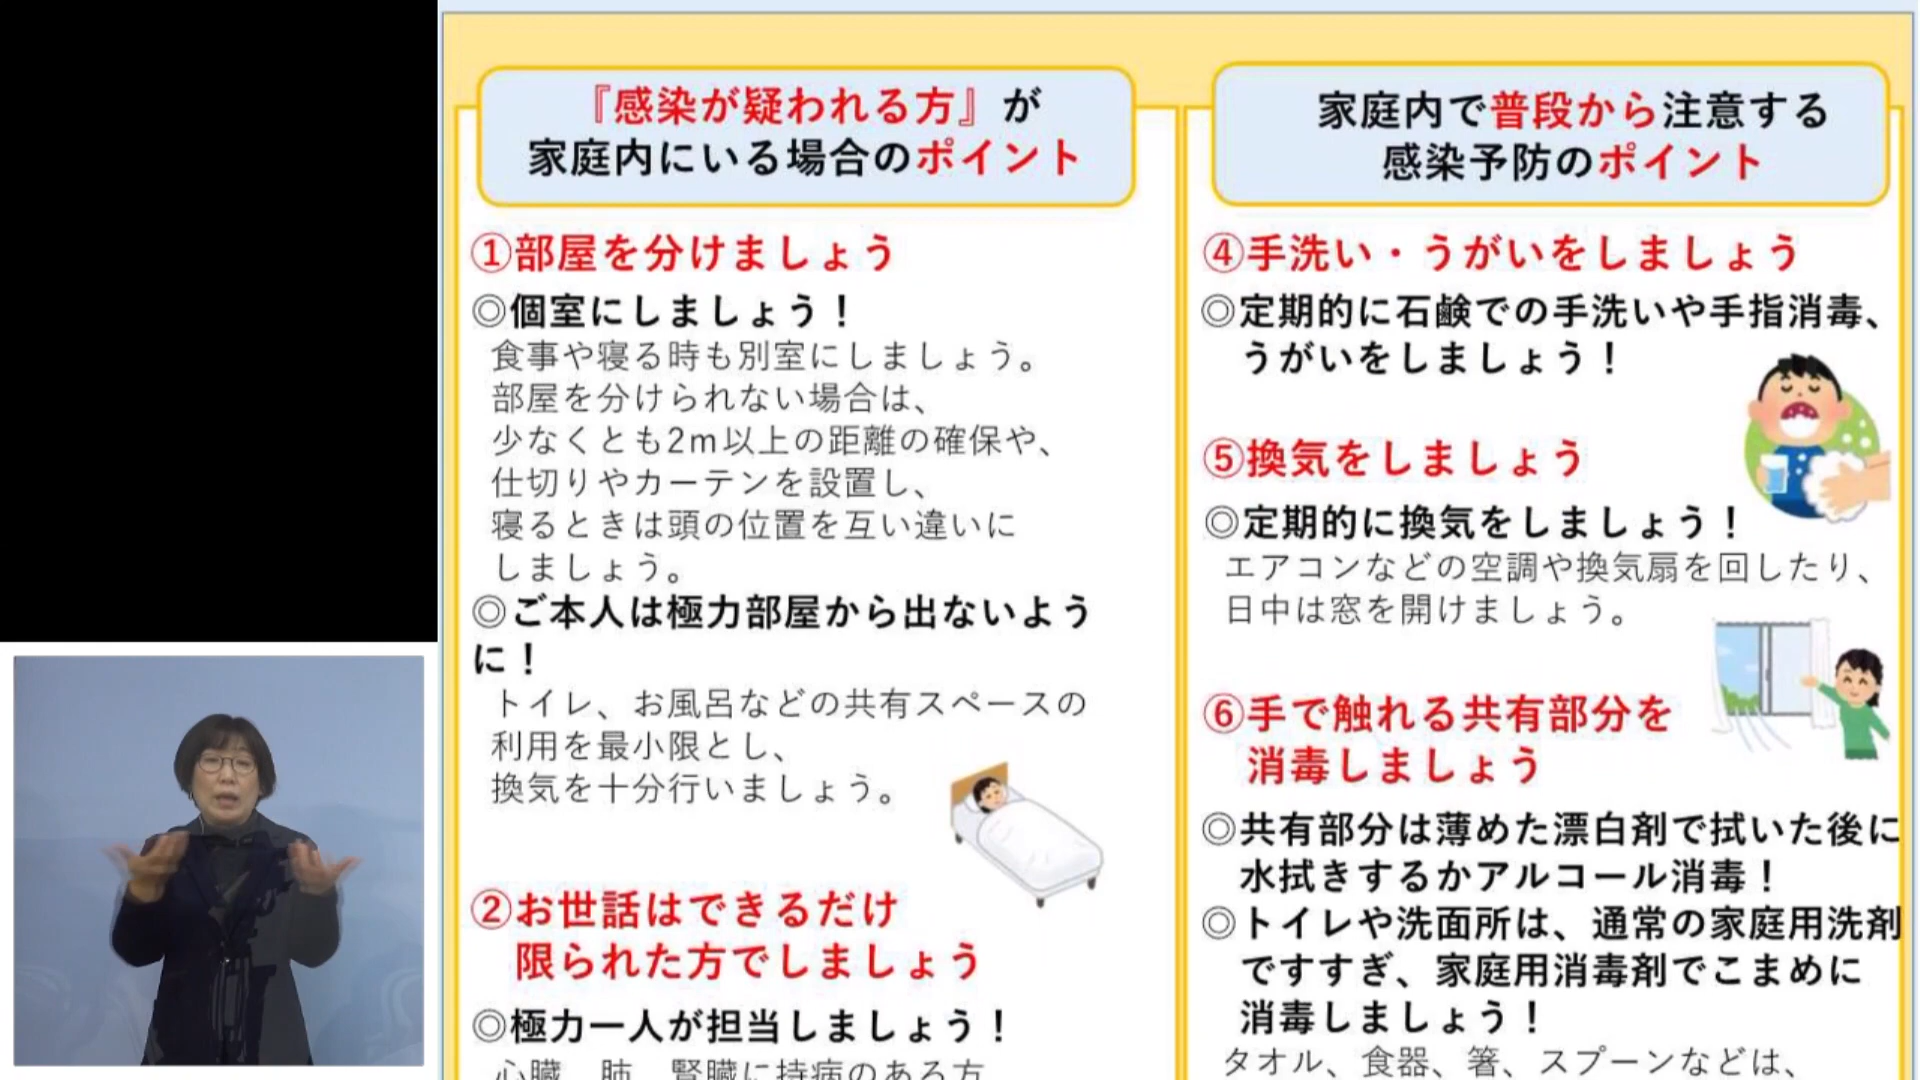 『感染が疑われる方』が
家庭内にいる場合のポイント
①部屋を分けましょう
◎個室にしましょう！
食事や寝る時も別室にしましょう。
部屋を分けられない場合は、
少なくとも2m以上の距離の確保や、
仕切りやカーテンを設置し、
寝るときは頭の位置を互い違いに
しましょう。
◎ご本人は極力部屋から出ないよう
に！
トイレ、お風呂などの共有スペースの
利用を最小限とし、
換気を十分行いましょう。
②お世話はできるだけ
限られた方でしましょう
◎極力一人が担当しましょう！
心臓、肺、腎臓に持病のある方
家庭内で普段から注意する
感染予防のポイント
④手洗い・うがいをしましょう
◎定期的に石鹸での手洗いや手指消毒、
うがいをしましょう！
⑤換気をしましょう
◎定期的に換気をしましょう！
エアコンなどの空調や換気扇を回したり、
日中は窓を開けましょう。
⑥手で触れる共有部分を
消毒しましょう
◎共有部分は薄めた漂白剤で拭いた後に
水拭きするかアルコール消毒！
◎トイレや洗面所は、通常の家庭用洗剤
ですすぎ、家庭用消毒剤でこまめに
消毒しましょう！
タオル、食器、箸、スプーンなどは、